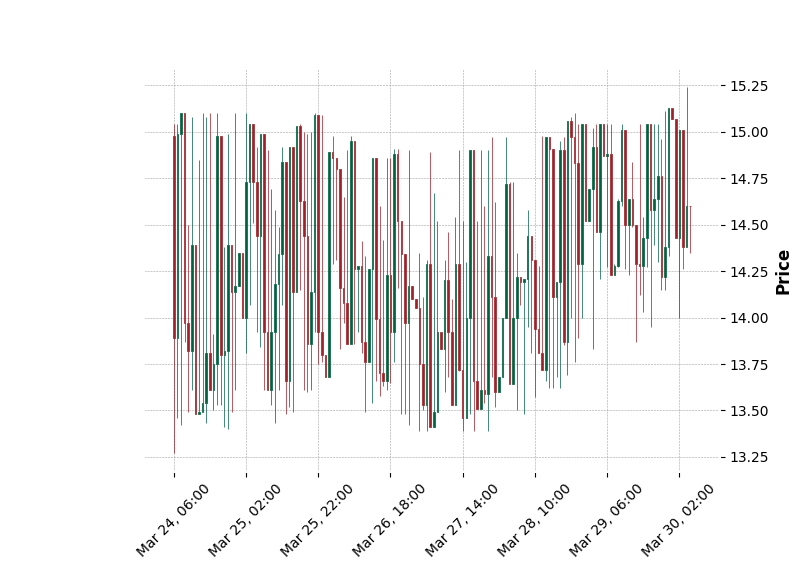 15.25
15.00
14.75
14.50
14.25
14.00
13.75
13.50
13.25
Price
Mar 24, 06:00
Mar 25, 02:00
Mar 25, 22:00
Mar 26, 18:00
Mar 27, 14:00
Mar 28, 10:00
Mar 29, 06:00
Mar 30, 02:00